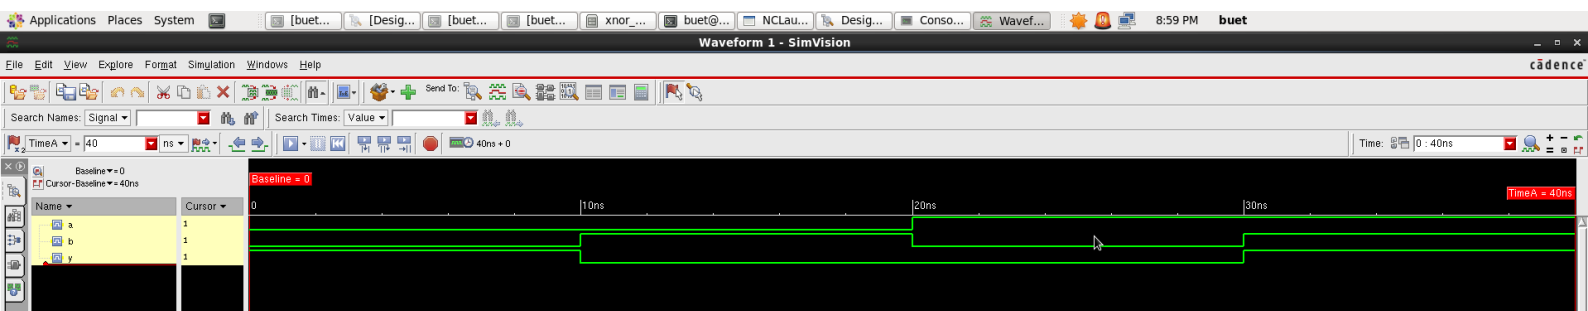 Applications Places System [buet... [Desig... [buet... [buet... xnor_... buet@... NCLau... Desig... Conso... Wavef... 8:59 PM buet
Waveform 1 - SimVision
File Edit View Explore Format Simulation Windows Help cādence
Send To:
Search Names: Signal Search Times: Value
TimeA = 40 ns 40ns + 0 Time: 0 : 40ns
x2
Baseline = 0
Cursor-Baseline = 40ns
Baseline = 0
TimeA = 40ns
Name Cursor 0 10ns 20ns 30ns
a 1
b 1
y 1